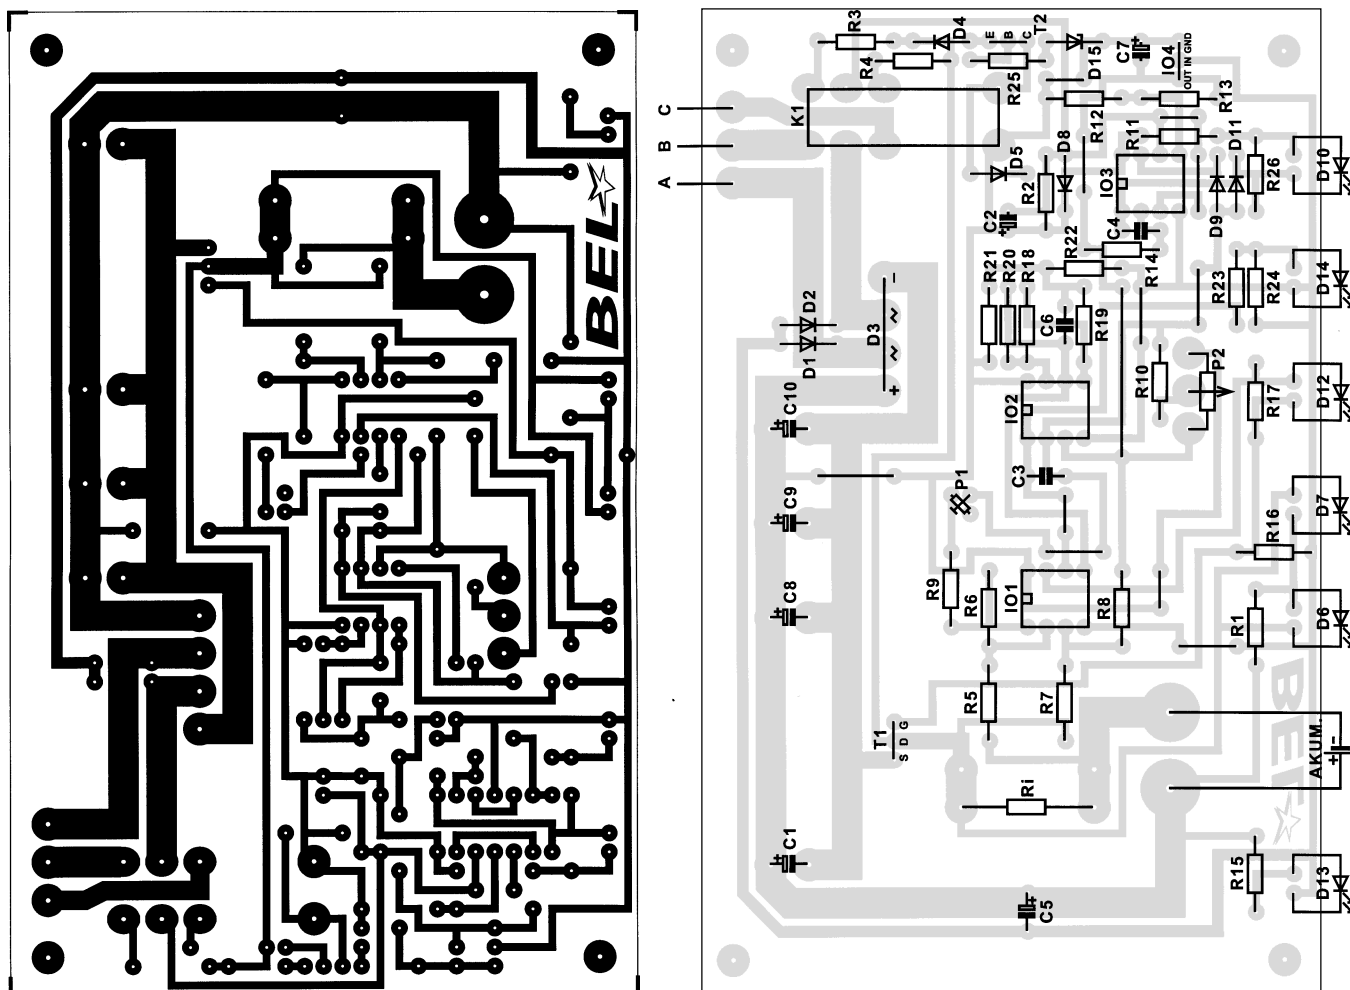 BEL
C
B
A
K1
R3
R4
D4
E
B
C
T2
R25
D15
C7
IO4
OUT IN GND
R13
R12
R11
D5
D8
R2
C2
IO3
D9
D11
R26
D10
C4
R22
R14
R21
R20
R18
C6
R19
R23
R24
D14
D2
D1
D3
-
~
~
+
C10
+
IO2
R10
P2
R17
D12
C9
+
P1
C3
R16
D7
C8
+
R9
R6
IO1
R8
R1
D6
R5
R7
T1
S D G
BEL
AKUM.
+
-
Ri
C1
+
C5
+
R15
D13